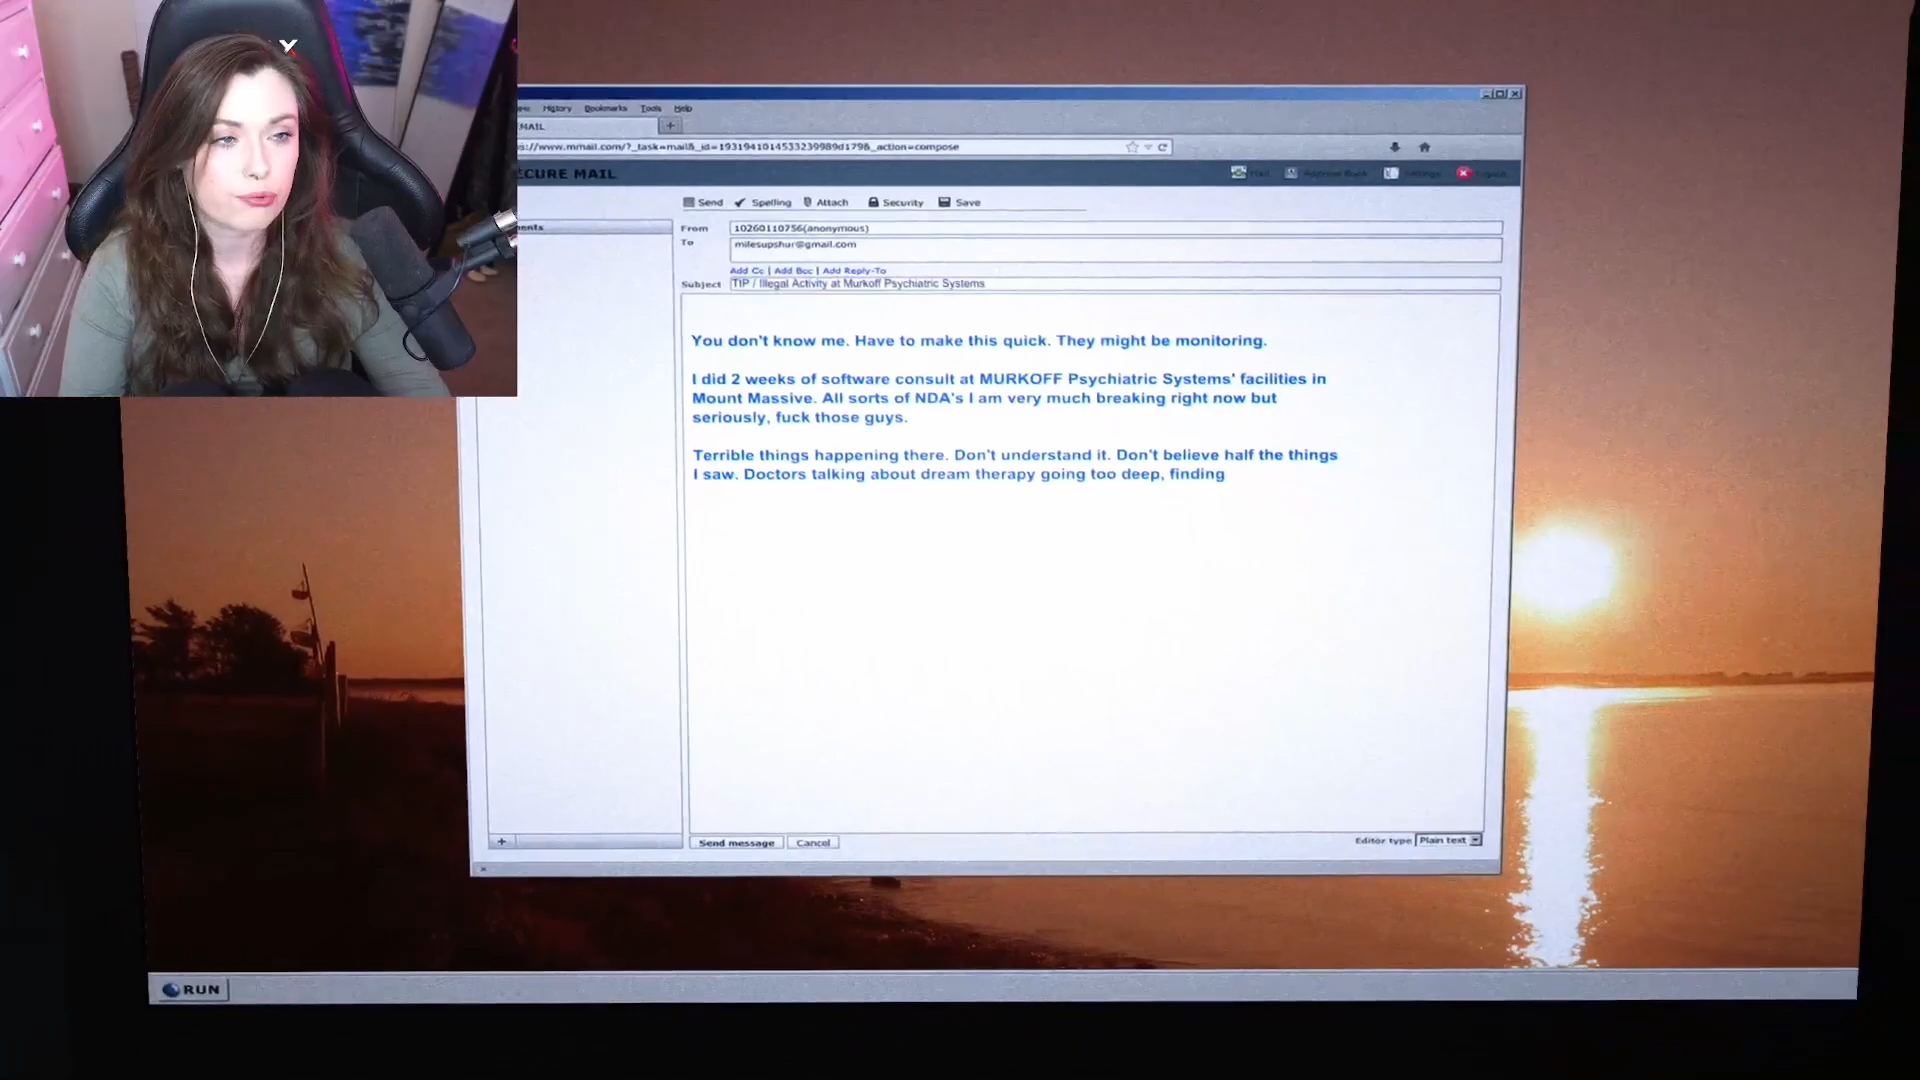 History Bookmarks Tools Help
MAIL +
://www.mmail.com/?_task=mail&_id=1931941014533239989d179&_action=compose
ECURE MAIL Mail Address Book Settings Logout
Send Spelling Attach Security Save
From 10260110756(anonymous)
To milesupshur@gmail.com
Add Cc | Add Bcc | Add Reply-To
Subject TIP / Illegal Activity at Murkoff Psychiatric Systems
You don't know me. Have to make this quick. They might be monitoring.
I did 2 weeks of software consult at MURKOFF Psychiatric Systems' facilities in
Mount Massive. All sorts of NDA's I am very much breaking right now but
seriously, fuck those guys.
Terrible things happening there. Don't understand it. Don't believe half the things
I saw. Doctors talking about dream therapy going too deep, finding
+ Send message Cancel Editor type Plain text
RUN